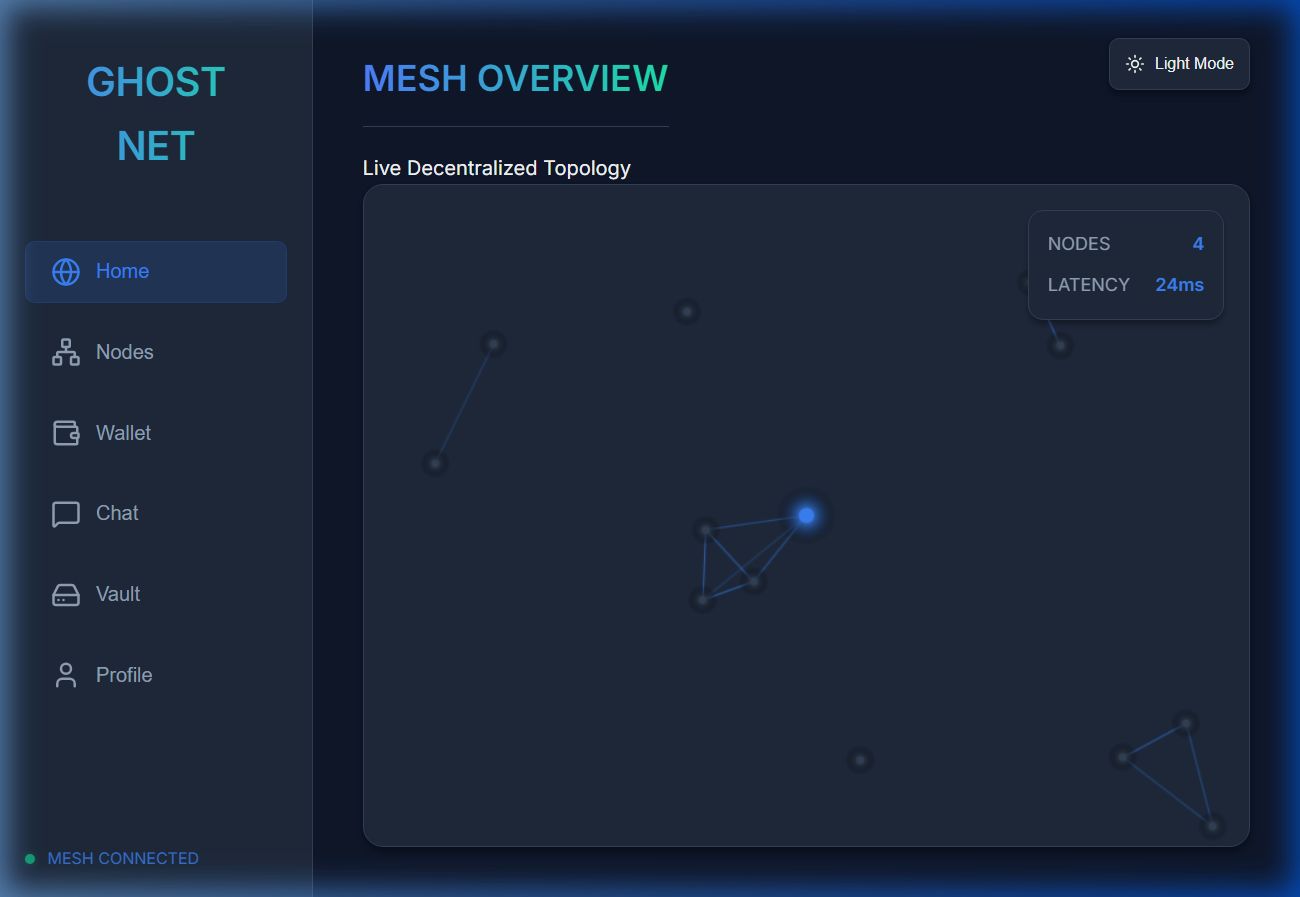 GHOST
NET
Home
Nodes
Wallet
Chat
Vault
Profile
MESH CONNECTED
MESH OVERVIEW
Light Mode
Live Decentralized Topology
NODES 4
LATENCY 24ms